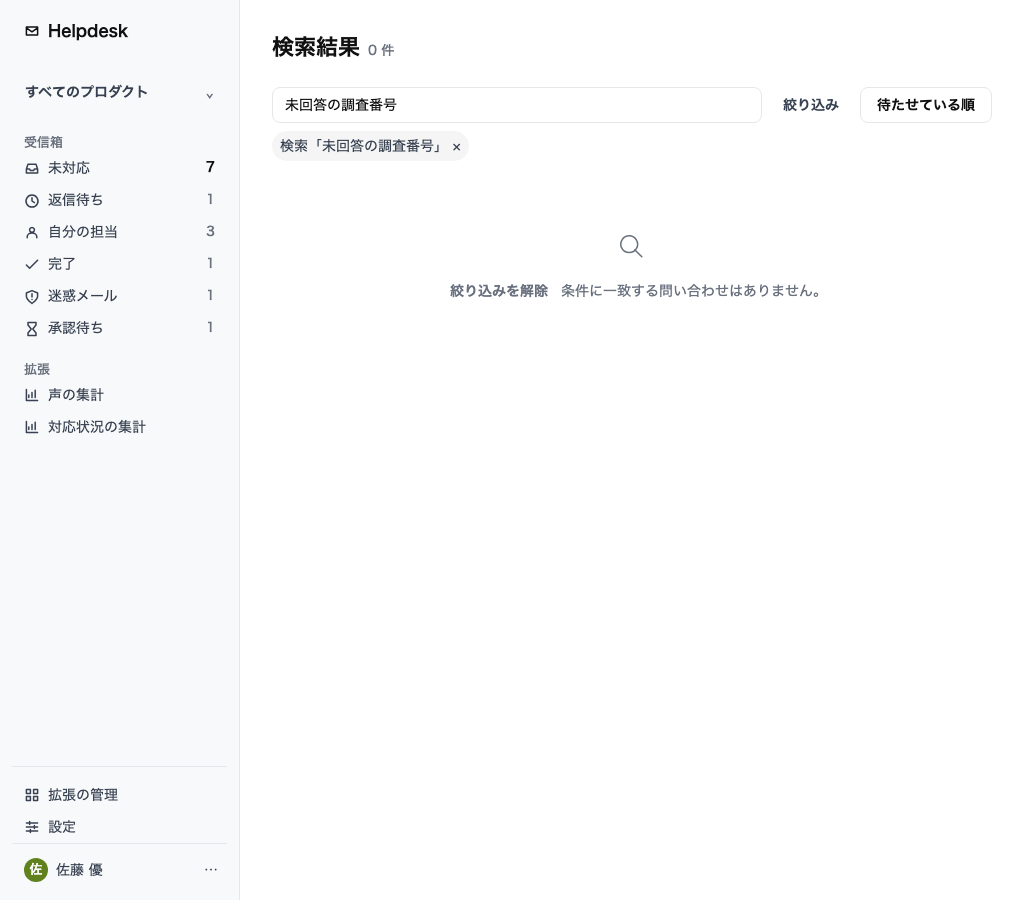 Helpdesk
すべてのプロダクト
受信箱
未対応 7
返信待ち 1
自分の担当 3
完了 1
迷惑メール 1
承認待ち 1
拡張
声の集計
対応状況の集計
拡張の管理
設定
佐 佐藤 優 …
検索結果 0 件
未回答の調査番号 絞り込み 待たせている順
検索「未回答の調査番号」 ×
絞り込みを解除 条件に一致する問い合わせはありません。